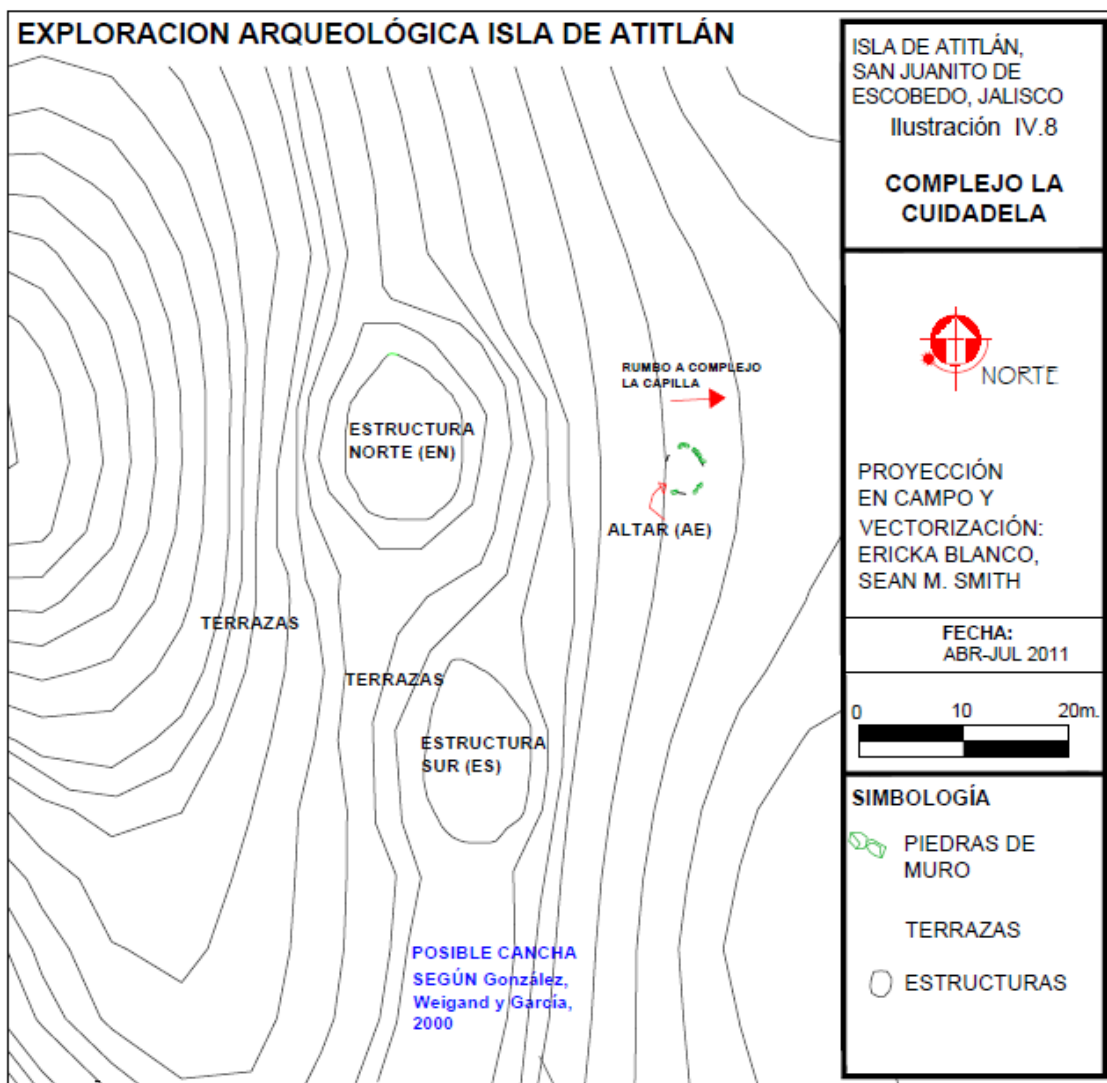 EXPLORACION ARQUEOLÓGICA ISLA DE ATITLÁN
RUMBO A COMPLEJO
LA CAPILLA
ESTRUCTURA
NORTE (EN)
ALTAR (AE)
TERRAZAS
TERRAZAS
ESTRUCTURA
SUR (ES)
POSIBLE CANCHA
SEGÚN González,
Weigand y García,
2000
ISLA DE ATITLÁN,
SAN JUANITO DE
ESCOBEDO, JALISCO
Ilustración IV.8
COMPLEJO LA
CUIDADELA
NORTE
PROYECCIÓN
EN CAMPO Y
VECTORIZACIÓN:
ERICKA BLANCO,
SEAN M. SMITH
FECHA:
ABR-JUL 2011
0 10 20m.
SIMBOLOGÍA
PIEDRAS DE
MURO
TERRAZAS
ESTRUCTURAS